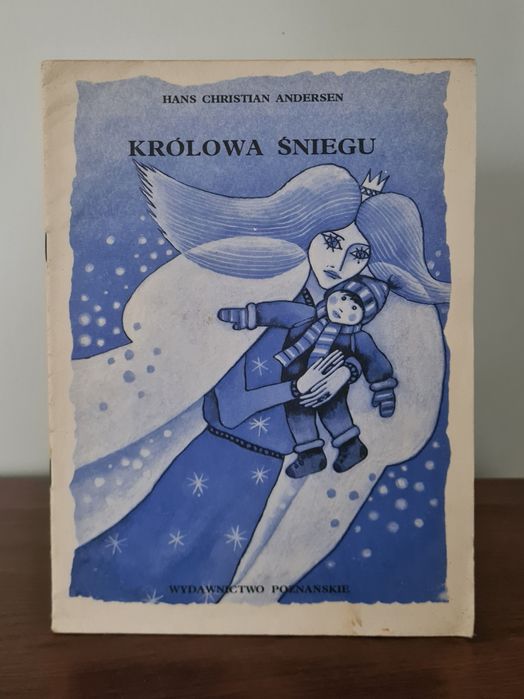 HANS CHRISTIAN ANDERSEN
KRÓLOWA ŚNIEGU
WYDAWNICTWO POZNAŃSKIE